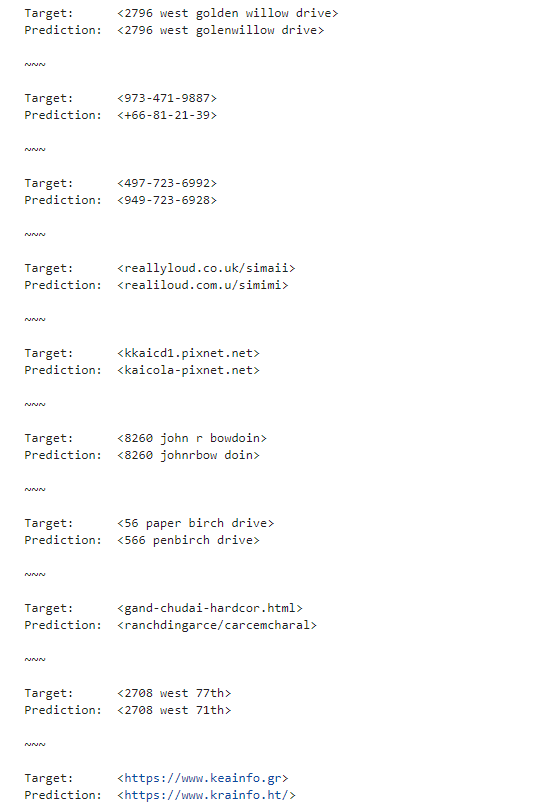 Target: <2796 west golden willow drive>
Prediction: <2796 west golenwillow drive>
~~~
Target: <973-471-9887>
Prediction: <+66-81-21-39>
~~~
Target: <497-723-6992>
Prediction: <949-723-6928>
~~~
Target: <reallyloud.co.uk/simaii>
Prediction: <realiloud.com.u/simimi>
~~~
Target: <kkaicd1.pixnet.net>
Prediction: <kaicola-pixnet.net>
~~~
Target: <8260 john r bowdoin>
Prediction: <8260 johnrbow doin>
~~~
Target: <56 paper birch drive>
Prediction: <566 penbirch drive>
~~~
Target: <gand-chudai-hardcor.html>
Prediction: <ranchdingarce/carcemcharal>
~~~
Target: <2708 west 77th>
Prediction: <2708 west 71th>
~~~
Target: <https://www.keainfo.gr>
Prediction: <https://www.krainfo.ht/>